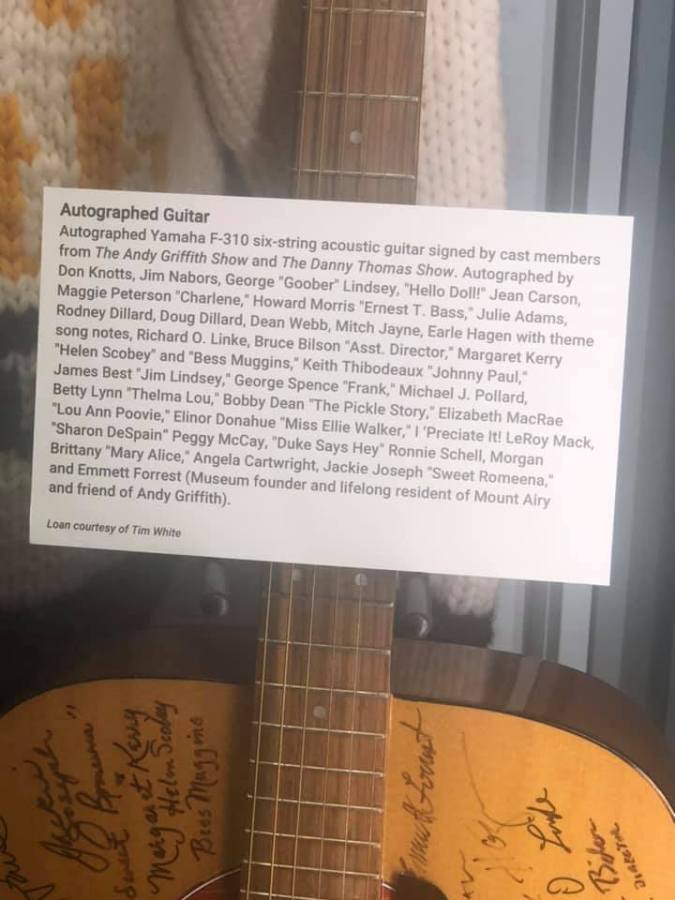 Autographed Guitar
Autographed Yamaha F-310 six-string acoustic guitar signed by cast members
from The Andy Griffith Show and The Danny Thomas Show. Autographed by
Don Knotts, Jim Nabors, George "Goober" Lindsey, "Hello Doll!" Jean Carson,
Maggie Peterson "Charlene," Howard Morris "Ernest T. Bass," Julie Adams,
Rodney Dillard, Doug Dillard, Dean Webb, Mitch Jayne, Earle Hagen with theme
song notes, Richard O. Linke, Bruce Bilson "Asst. Director," Margaret Kerry
"Helen Scobey" and "Bess Muggins," Keith Thibodeaux "Johnny Paul,"
James Best "Jim Lindsey," George Spence "Frank," Michael J. Pollard,
Betty Lynn "Thelma Lou," Bobby Dean "The Pickle Story," Elizabeth MacRae
"Lou Ann Poovie," Elinor Donahue "Miss Ellie Walker," I 'Preciate It! LeRoy Mack,
"Sharon DeSpain" Peggy McCay, "Duke Says Hey" Ronnie Schell, Morgan
Brittany "Mary Alice," Angela Cartwright, Jackie Joseph "Sweet Romeena,"
and Emmett Forrest (Museum founder and lifelong resident of Mount Airy
and friend of Andy Griffith).
Loan courtesy of Tim White
Jackie
Joseph
Sweet Romeena"
Margaret Kerry
Helen Scobey
Bess Muggins
Emmett Forrest